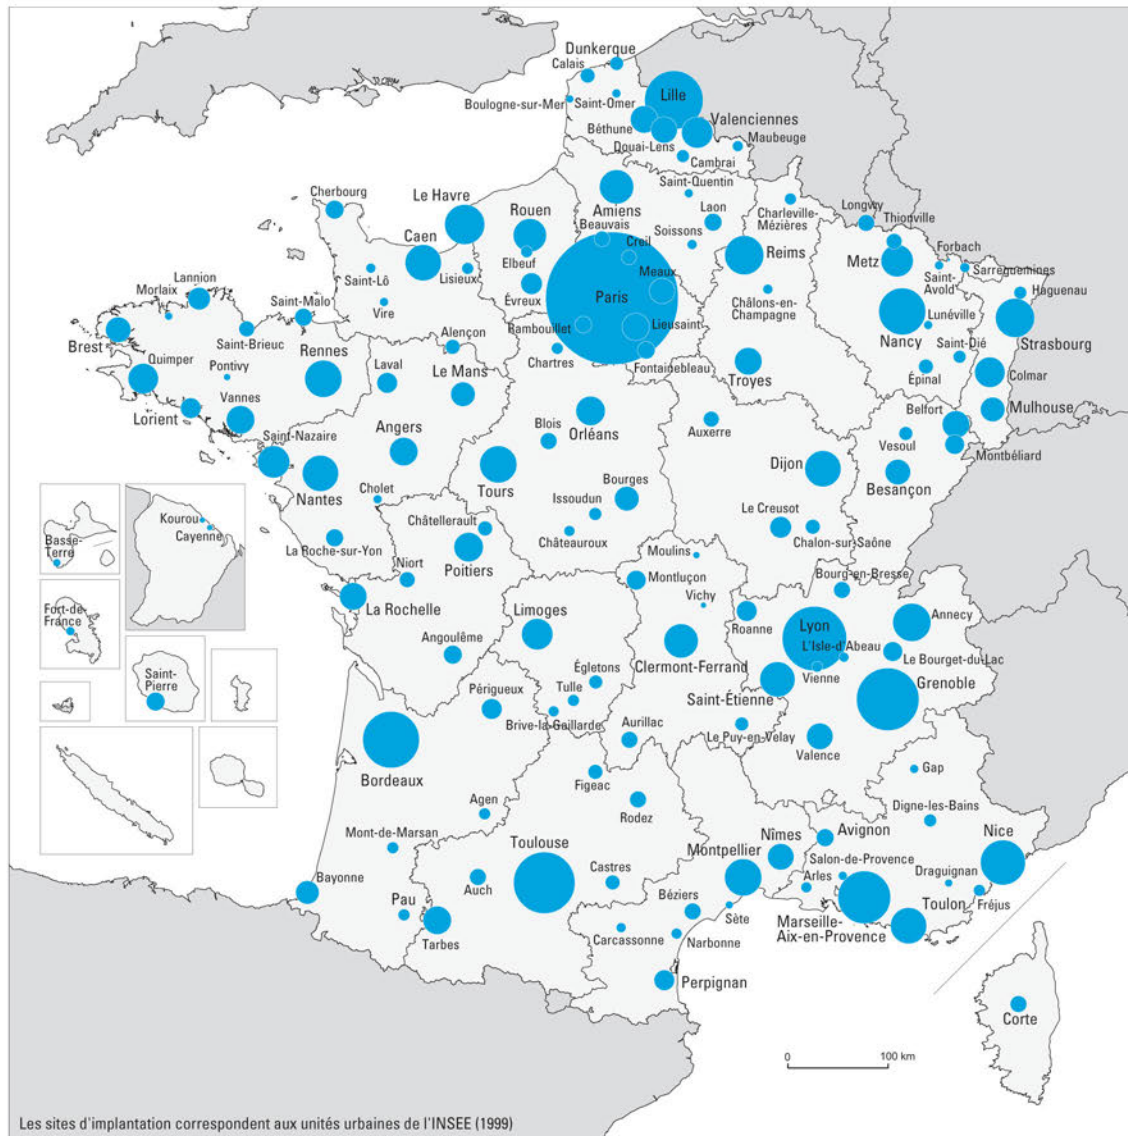 Dunkerque
Calais
Lille
Boulogne-sur-Mer
Saint-Omer
Valenciennes
Béthune
Maubeuge
Douai-Lens
Cambrai
Cherbourg
Le Havre
Saint-Quentin
Rouen
Amiens
Laon
Charleville-
Mézières
Longwy
Thionville
Beauvais
Soissons
Caen
Creil
Reims
Metz
Forbach
Elbeuf
Saint-
Avold
Sarreguemines
Saint-Lô
Lisieux
Meaux
Lannion
Évreux
Haguenau
Morlaix
Saint-Malo
Vire
Paris
Châlons-en-
Champagne
Lunéville
Rambouillet
Lieusaint
Brest
Saint-Brieuc
Alençon
Nancy
Strasbourg
Saint-Dié
Rennes
Quimper
Pontivy
Laval
Le Mans
Chartres
Fontainebleau
Troyes
Épinal
Colmar
Vannes
Lorient
Blois
Orléans
Auxerre
Belfort
Mulhouse
Saint-Nazaire
Angers
Vesoul
Montbéliard
Dijon
Nantes
Tours
Bourges
Besançon
Cholet
Issoudun
Le Creusot
Kourou
Cayenne
Basse-
Terre
Châtellerault
Châteauroux
Chalon-sur-Saône
La Roche-sur-Yon
Poitiers
Moulins
Niort
Montluçon
Bourg-en-Bresse
Vichy
Fort-de-
France
La Rochelle
Limoges
Roanne
Lyon
Annecy
Angoulême
L'Isle-d'Abeau
Clermont-Ferrand
Le Bourget-du-Lac
Saint-
Pierre
Égletons
Vienne
Grenoble
Périgueux
Tulle
Saint-Étienne
Brive-la-Gaillarde
Aurillac
Le Puy-en-Velay
Valence
Bordeaux
Figeac
Gap
Agen
Rodez
Digne-les-Bains
Mont-de-Marsan
Toulouse
Nîmes
Avignon
Nice
Montpellier
Salon-de-Provence
Castres
Draguignan
Bayonne
Auch
Arles
Pau
Béziers
Fréjus
Toulon
Sète
Marseille-
Aix-en-Provence
Tarbes
Carcassonne
Narbonne
Perpignan
Corte
0
100 km
Les sites d'implantation correspondent aux unités urbaines de l'INSEE (1999)